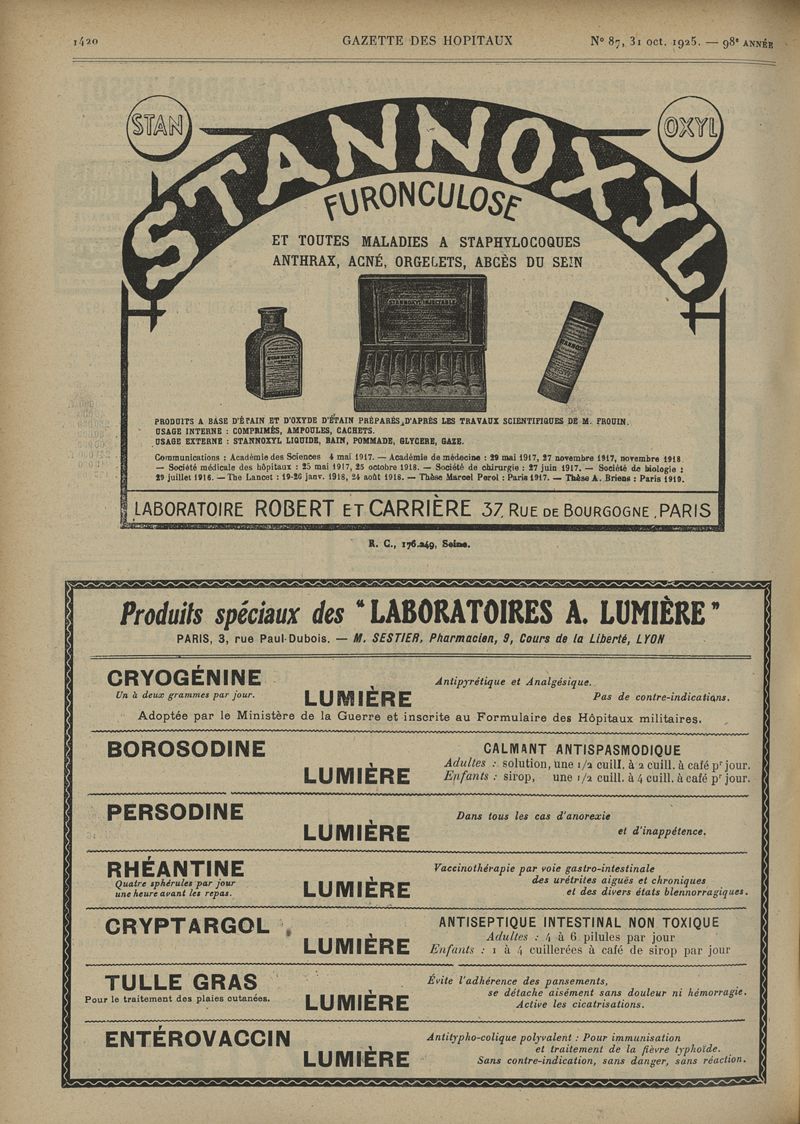 1420 GAZETTE DES HOPITAUX Nº 87, 31 oct. 1925. — 98e ANNÉE
STAN OXYL
STANNOXYL
FURONCULOSE
ET TOUTES MALADIES A STAPHYLOCOQUES
ANTHRAX, ACNÉ, ORGELETS, ABCÈS DU SEIN
STANNOXYL INJECTABLE
STANNOXYL
STANNOXYL
PRODUITS A BASE D'ÉTAIN ET D'OXYDE D'ÉTAIN PRÉPARÉS D'APRÈS LES TRAVAUX SCIENTIFIQUES DE M. FROUIN.
USAGE INTERNE : COMPRIMÉS, AMPOULES, CACHETS.
USAGE EXTERNE : STANNOXYL LIQUIDE, BAIN, POMMADE, GLYCERE, GAZE.
Communications : Académie des Sciences 4 mai 1917. — Académie de médecine : 29 mai 1917, 27 novembre 1917, novembre 1918
— Société médicale des hôpitaux : 25 mai 1917, 25 octobre 1918. — Société de chirurgie : 27 juin 1917. — Société de biologie :
29 juillet 1916. — The Lancet : 19-26 janv. 1918, 24 août 1918. — Thèse Marcel Perol : Paris 1917. — Thèse A. Briens : Paris 1919.
LABORATOIRE ROBERT ET CARRIÈRE 37, RUE DE BOURGOGNE, PARIS
R. C., 176.249, Seine.
Produits spéciaux des "LABORATOIRES A. LUMIÈRE"
PARIS, 3, rue Paul-Dubois. — M. SESTIER, Pharmacien, 9, Cours de la Liberté, LYON
CRYOGÉNINE
Un à deux grammes par jour.
LUMIÈRE
Antipyrétique et Analgésique.
Pas de contre-indications.
Adoptée par le Ministère de la Guerre et inscrite au Formulaire des Hôpitaux militaires.
BOROSODINE
LUMIÈRE
CALMANT ANTISPASMODIQUE
Adultes : solution, une 1/2 cuill. à 2 cuill. à café pr jour.
Enfants : sirop, une 1/2 cuill. à 4 cuill. à café pr jour.
PERSODINE
LUMIÈRE
Dans tous les cas d'anorexie
et d'inappétence.
RHÉANTINE
Quatre sphérules par jour
une heure avant les repas.
LUMIÈRE
Vaccinothérapie par voie gastro-intestinale
des urétrites aiguës et chroniques
et des divers états blennorragiques.
CRYPTARGOL
LUMIÈRE
ANTISEPTIQUE INTESTINAL NON TOXIQUE
Adultes : 4 à 6 pilules par jour
Enfants : 1 à 4 cuillerées à café de sirop par jour
TULLE GRAS
Pour le traitement des plaies cutanées.
LUMIÈRE
Évite l'adhérence des pansements,
se détache aisément sans douleur ni hémorragie.
Active les cicatrisations.
ENTÉROVACCIN
LUMIÈRE
Antitypho-colique polyvalent : Pour immunisation
et traitement de la fièvre typhoïde.
Sans contre-indication, sans danger, sans réaction.